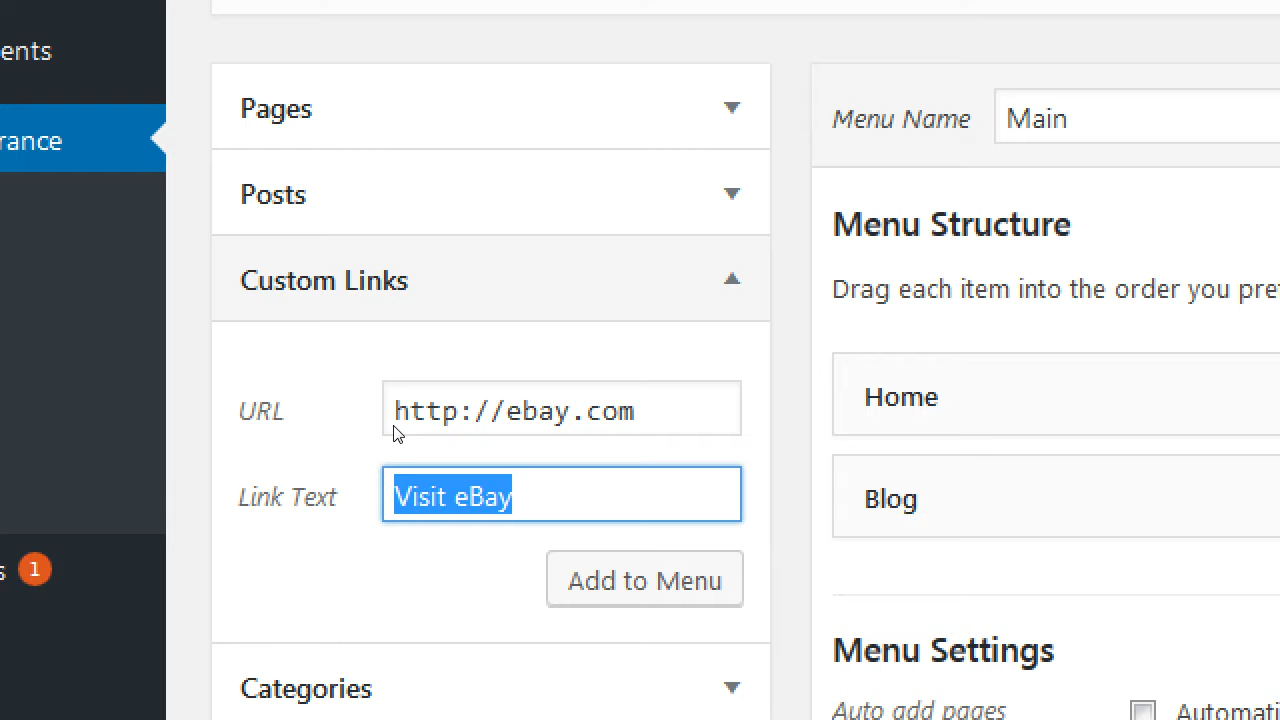 ents
rance
s 1
Pages
Posts
Custom Links
URL http://ebay.com
Link Text Visit eBay
Add to Menu
Categories
Menu Name Main
Menu Structure
Drag each item into the order you pref
Home
Blog
Menu Settings
Auto add pages Automati